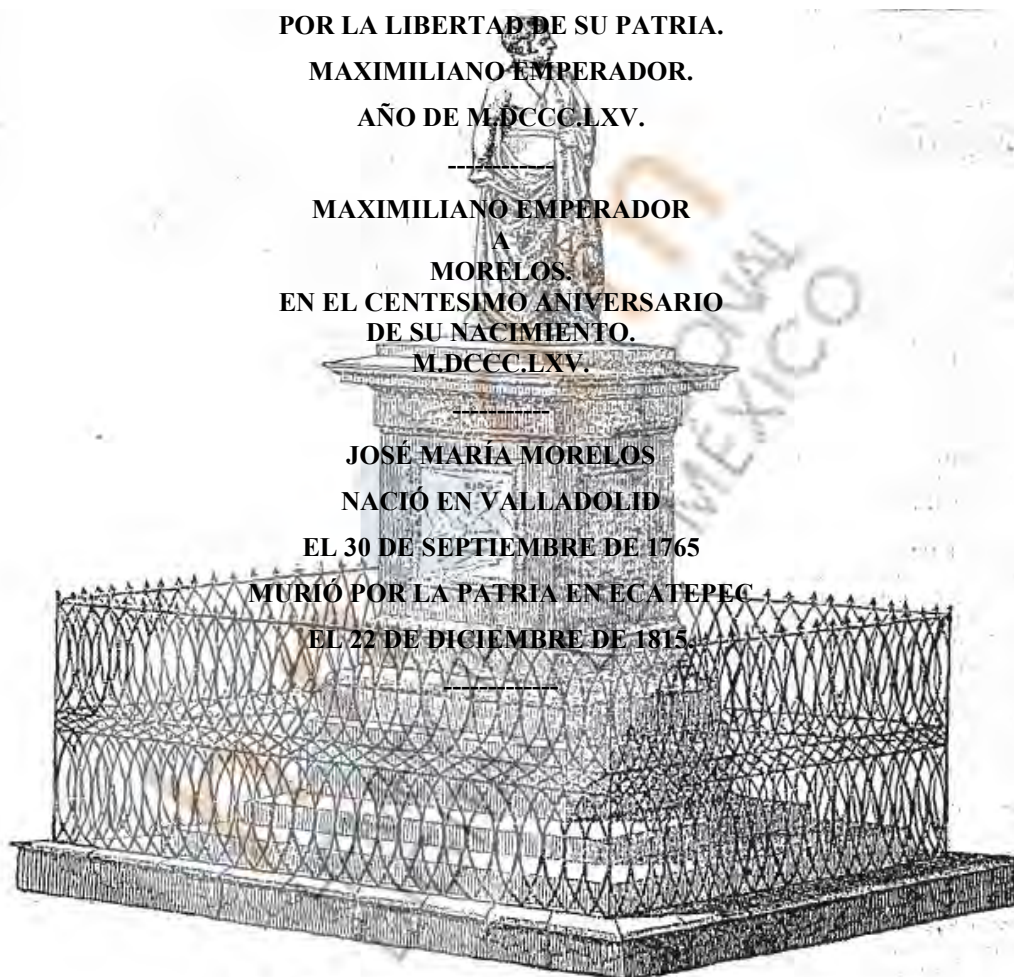 POR LA LIBERTAD DE SU PATRIA.
MAXIMILIANO EMPERADOR.
AÑO DE M.DCCC.LXV.
-------------
MAXIMILIANO EMPERADOR
A
MORELOS.
EN EL CENTESIMO ANIVERSARIO
DE SU NACIMIENTO.
M.DCCC.LXV.
-----------
JOSÉ MARÍA MORELOS
NACIÓ EN VALLADOLID
EL 30 DE SEPTIEMBRE DE 1765
MURIÓ POR LA PATRIA EN ECATEPEC
EL 22 DE DICIEMBRE DE 1815.
-------------
MÉXICO